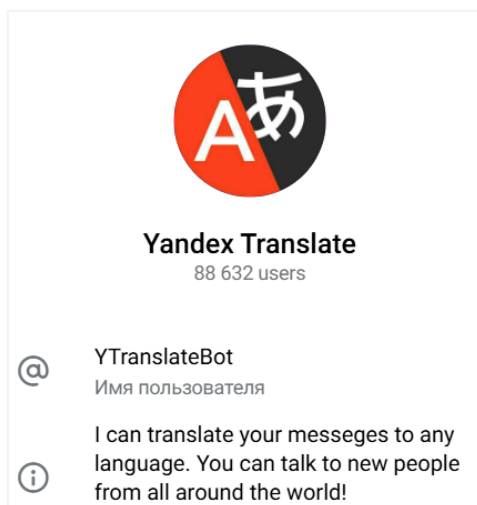 Aあ
Yandex Translate
88 632 users
@
YTranslateBot
Имя пользователя
I can translate your messeges to any
language. You can talk to new people
from all around the world!